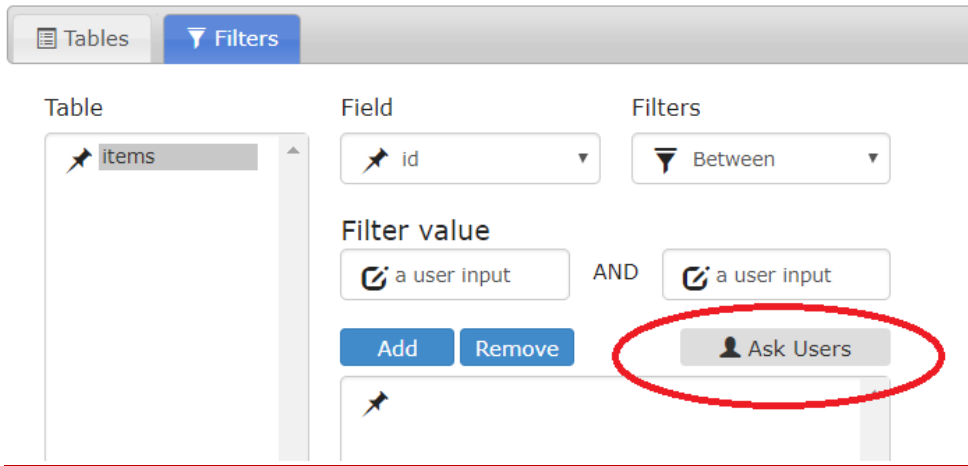 Tables Filters
Table Field Filters
items id Between
Filter value
a user input AND a user input
Add Remove Ask Users